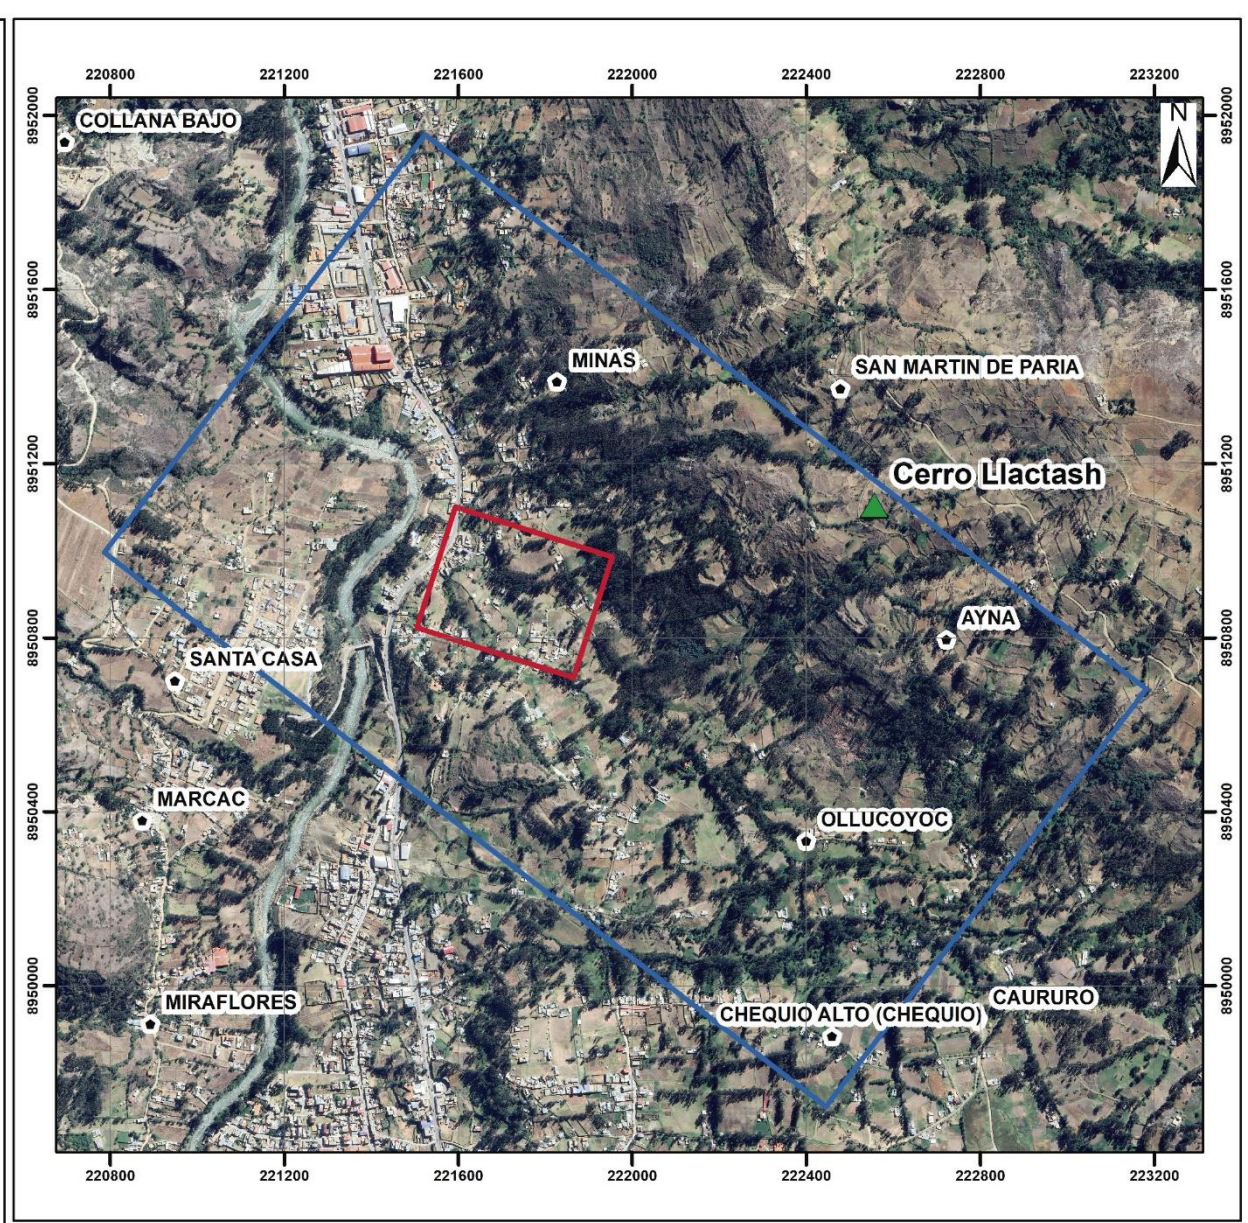 220800 221200 221600 222000 222400 222800 223200
8952000 8952000
N
COLLANA BAJO
8951600 8951600
MINAS
SAN MARTIN DE PARIA
8951200 8951200
Cerro Llactash
AYNA
8950800 8950800
SANTA CASA
MARCAC
8950400 8950400
OLLUCOYOC
8950000 8950000
MIRAFLORES
CAURURO
CHEQUIO ALTO (CHEQUIO)
220800 221200 221600 222000 222400 222800 223200